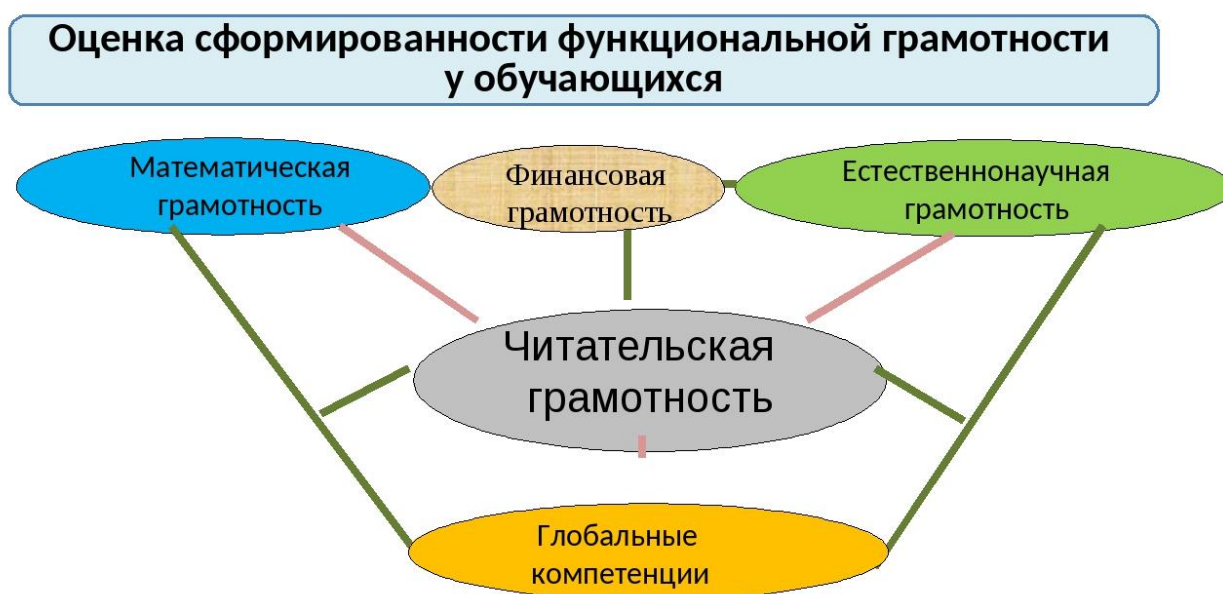 Оценка сформированности функциональной грамотности
у обучающихся
Математическая
грамотность
Финансовая
грамотность
Естественнонаучная
грамотность
Читательская
грамотность
Глобальные
компетенции